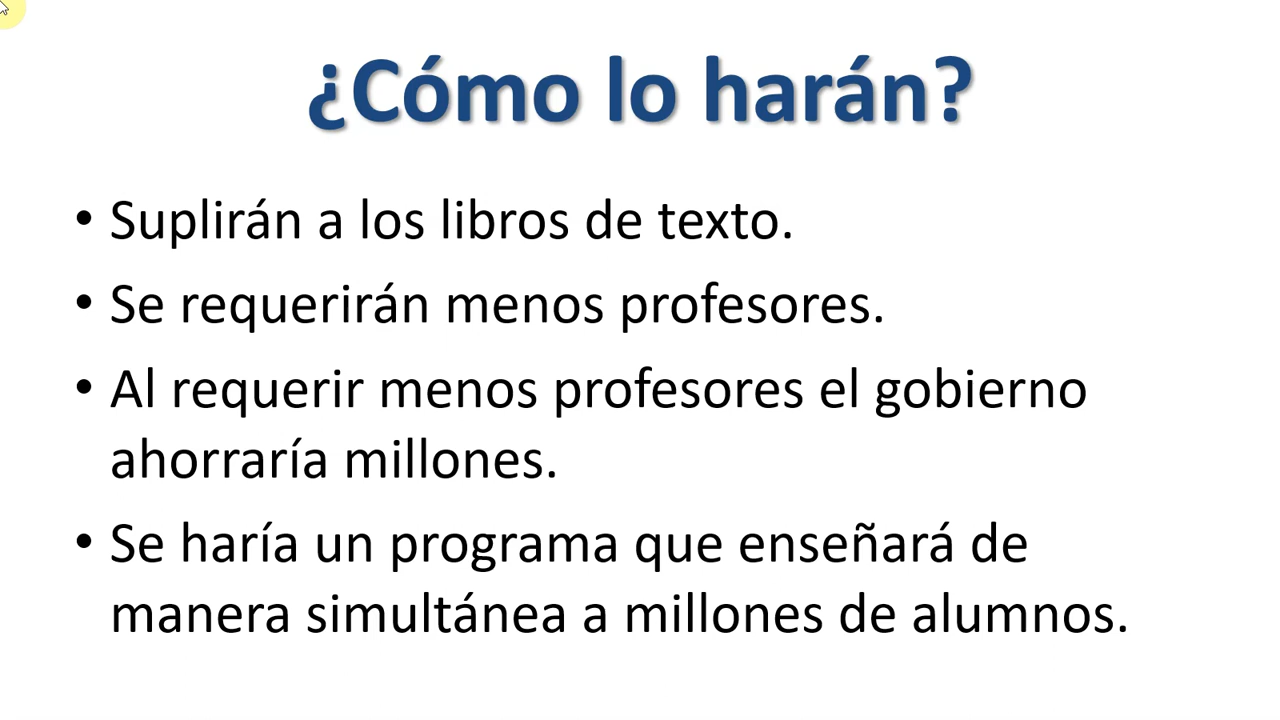 ¿Cómo lo harán?
• Suplirán a los libros de texto.
• Se requerirán menos profesores.
• Al requerir menos profesores el gobierno
ahorraría millones.
• Se haría un programa que enseñará de
manera simultánea a millones de alumnos.